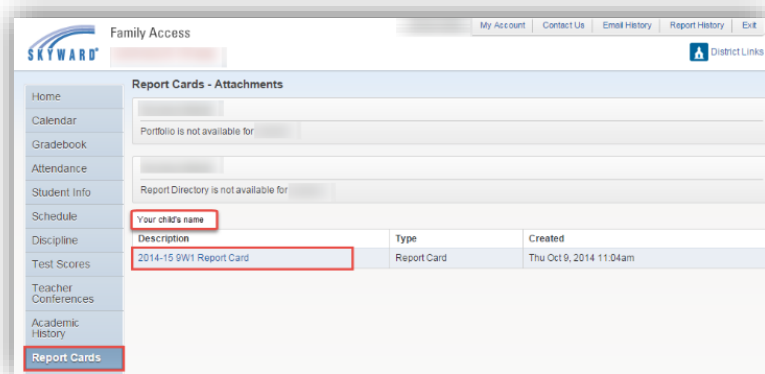 Family Access
SKYWARD
My Account
Contact Us
Email History
Report History
Exit
District Links
Home
Calendar
Gradebook
Attendance
Student Info
Schedule
Discipline
Test Scores
Teacher
Conferences
Academic
History
Report Cards
Report Cards - Attachments
Portfolio is not available for
Report Directory is not available for
Your child's name
Description Type Created
2014-15 9W1 Report Card Report Card Thu Oct 9, 2014 11:04am